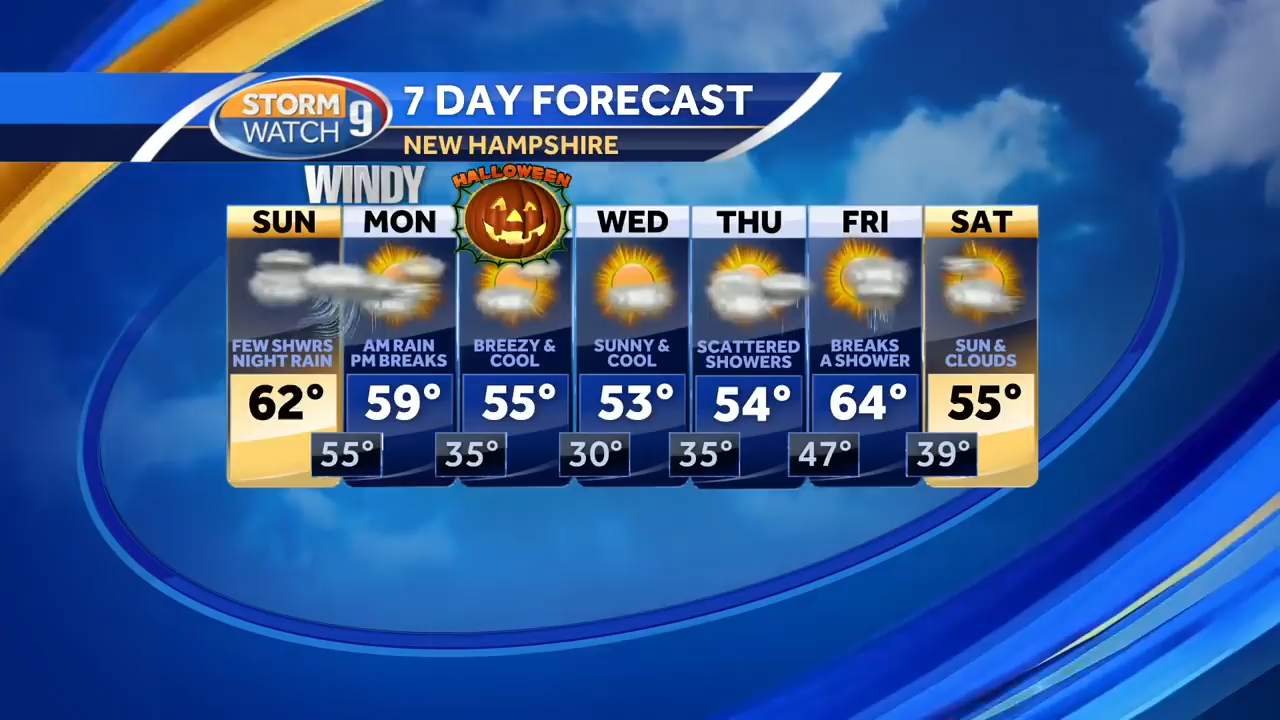 STORM
WATCH 9
7 DAY FORECAST
NEW HAMPSHIRE
WINDY
HALLOWEEN
SUN
MON
WED
THU
FRI
SAT
FEW SHWRS
NIGHT RAIN
AM RAIN
PM BREAKS
BREEZY &
COOL
SUNNY &
COOL
SCATTERED
SHOWERS
BREAKS
A SHOWER
SUN &
CLOUDS
62° 59° 55° 53° 54° 64° 55°
55° 35° 30° 35° 47° 39°